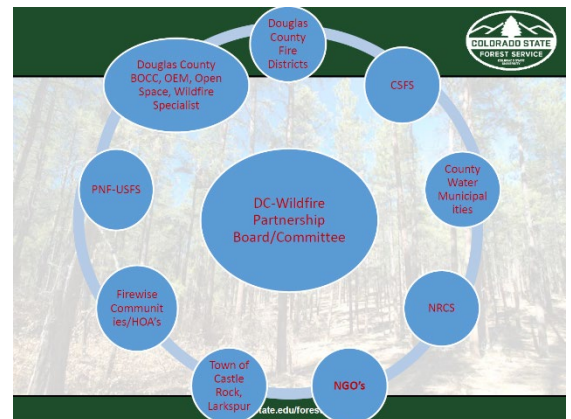 Douglas
County
Fire
Districts
COLORADO STATE
FOREST SERVICE
CSFS
County
Water
Municipal
ities
NRCS
NGO's
Town of
Castle
Rock,
Larkspur
Firewise
Communit
ies/HOA's
PNF-USFS
Douglas County
BOCC, OEM, Open
Space, Wildfire
Specialist
DC-Wildfire
Partnership
Board/Committee
tate.edu/fores